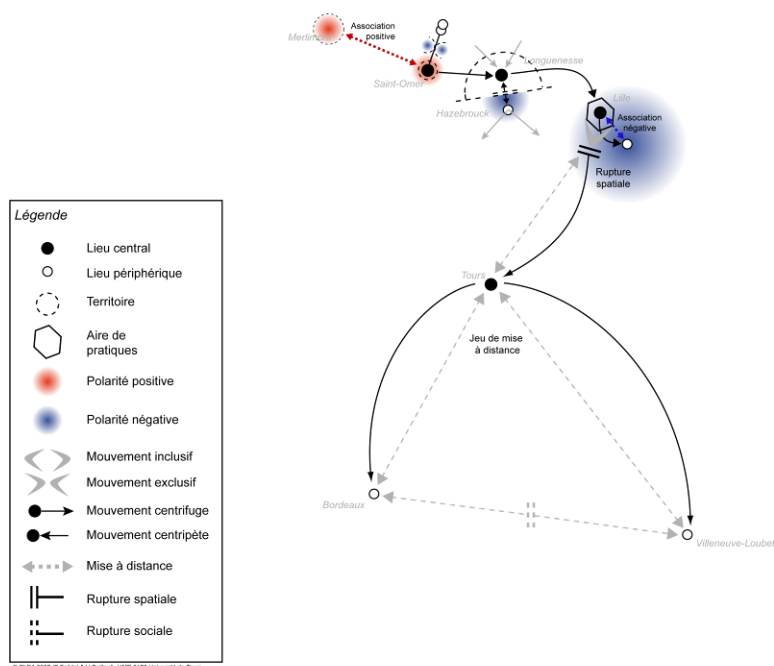 Association
positive
Merlimont
Saint-Omer
Longuenesse
Hazebrouck
Lille
Association
négative
Rupture
spatiale
Tours
Jeu de mise
à distance
Bordeaux
Villeneuve-Loubet
Légende
Lieu central
Lieu périphérique
Territoire
Aire de
pratiques
Polarité positive
Polarité négative
Mouvement inclusif
Mouvement exclusif
Mouvement centrifuge
Mouvement centripète
Mise à distance
Rupture spatiale
Rupture sociale